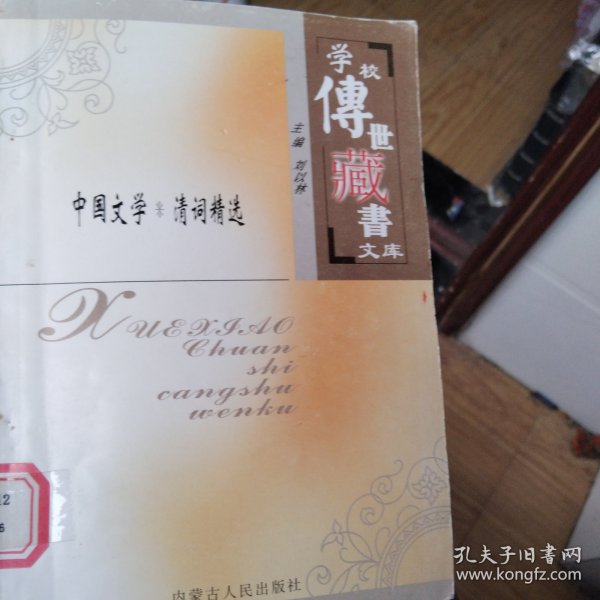 学校
傳世
藏書
文库
主编 刘以林
中国文学 清词精选
XUEXIAO
Chuan
shi
cangshu
wenku
12
6
内蒙古人民出版社
孔夫子旧书网
www.kongfz.com